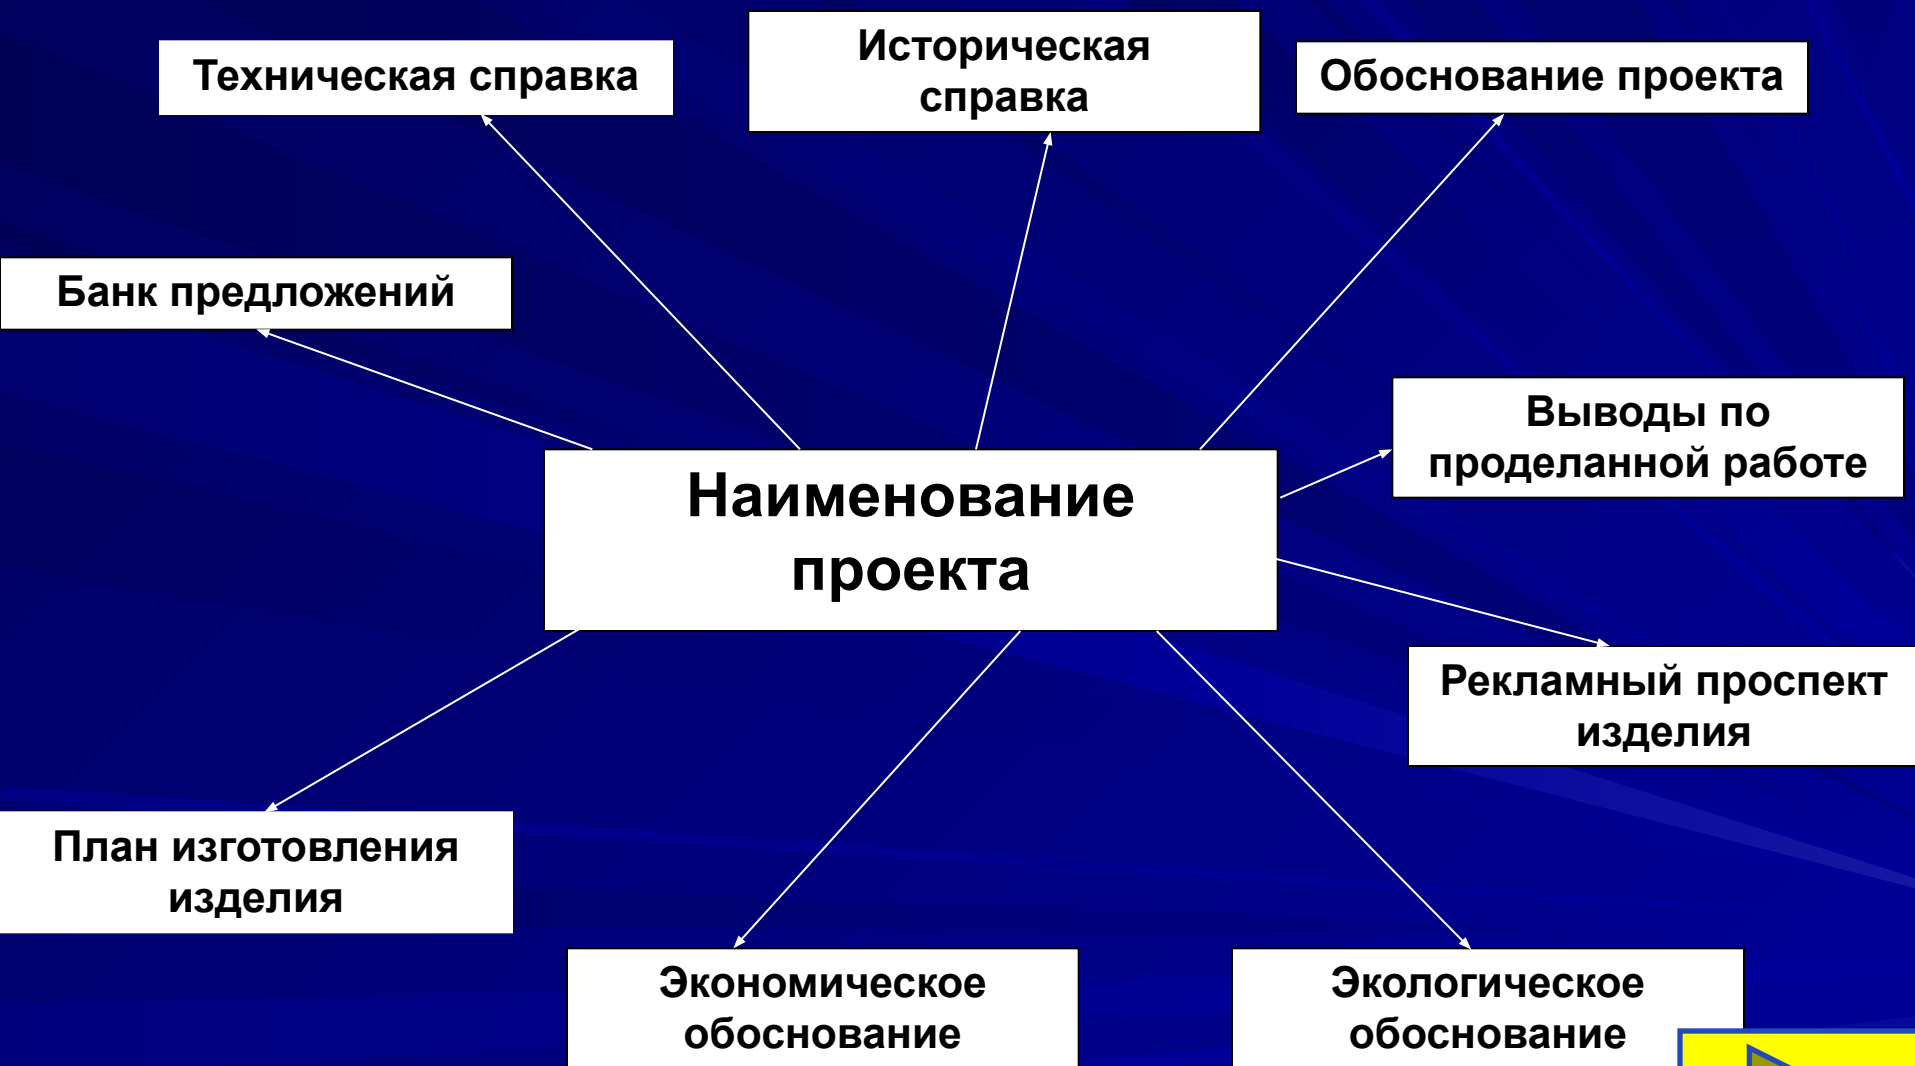 Техническая справка
Историческая
справка
Обоснование проекта
Банк предложений
Выводы по
проделанной работе
Наименование
проекта
Рекламный проспект
изделия
План изготовления
изделия
Экономическое
обоснование
Экологическое
обоснование